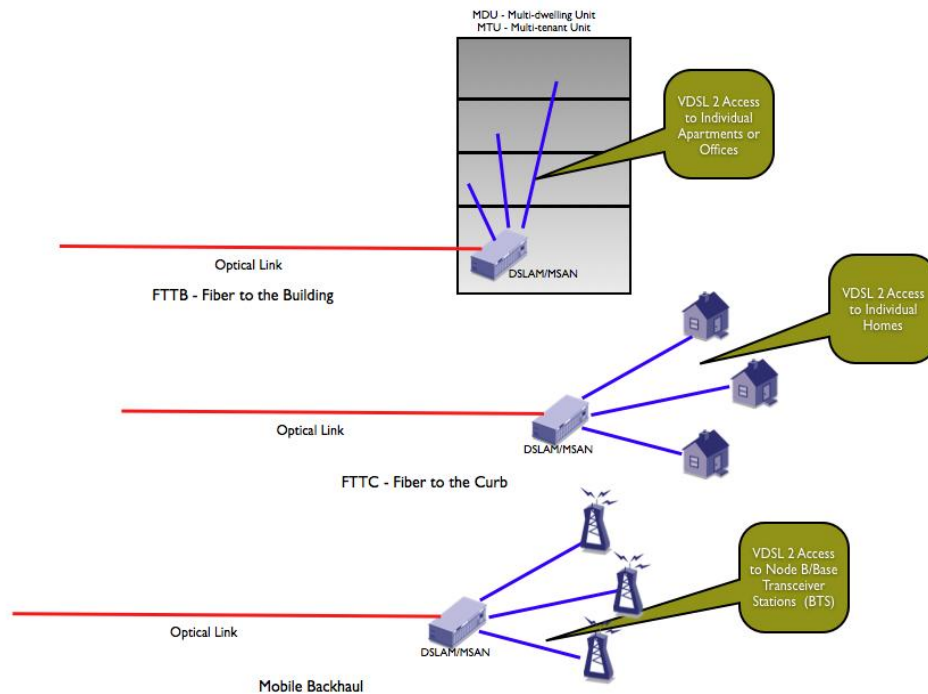 MDU - Multi-dwelling Unit
MTU - Multi-tenant Unit
VDSL 2 Access
to Individual
Apartments or
Offices
Optical Link
DSLAM/MSAN
FTTB - Fiber to the Building
VDSL 2 Access
to Individual
Homes
Optical Link
DSLAM/MSAN
FTTC - Fiber to the Curb
VDSL 2 Access
to Node B/Base
Transceiver
Stations (BTS)
Optical Link
DSLAM/MSAN
Mobile Backhaul